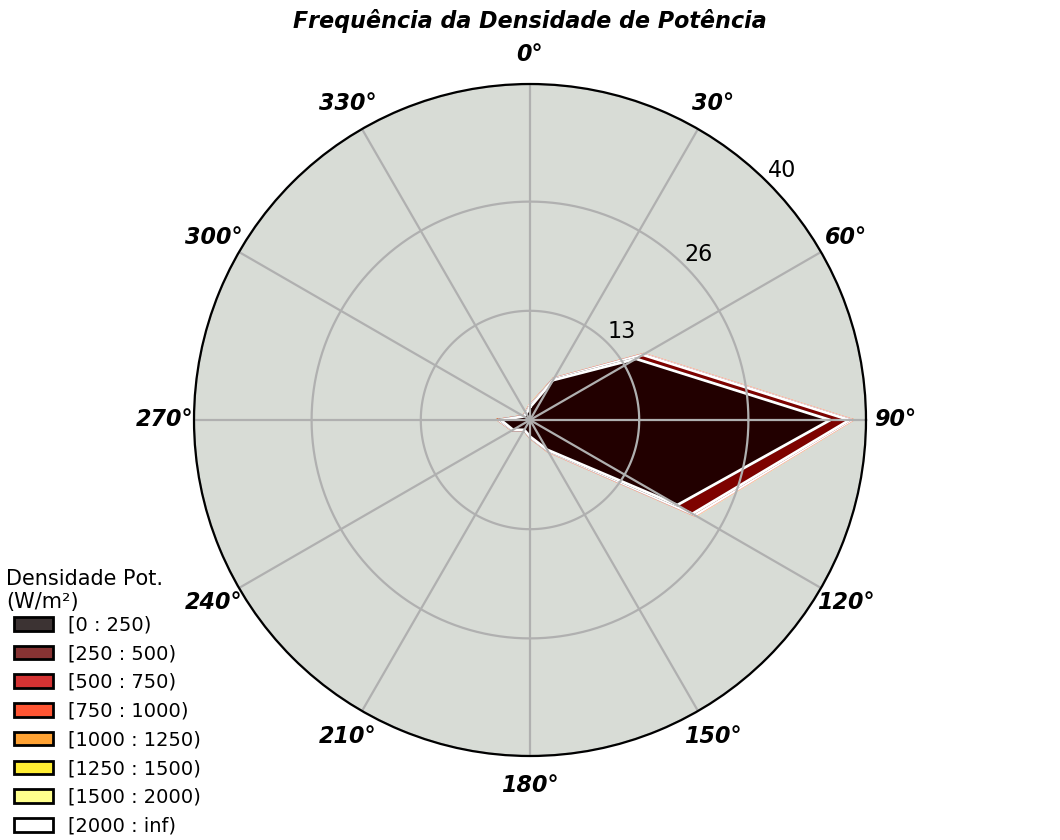 Frequência da Densidade de Potência
0°
330°
30°
40
300°
60°
26
13
270°
90°
240°
120°
210°
150°
180°
Densidade Pot.
(W/m²)
[0 : 250)
[250 : 500)
[500 : 750)
[750 : 1000)
[1000 : 1250)
[1250 : 1500)
[1500 : 2000)
[2000 : inf)